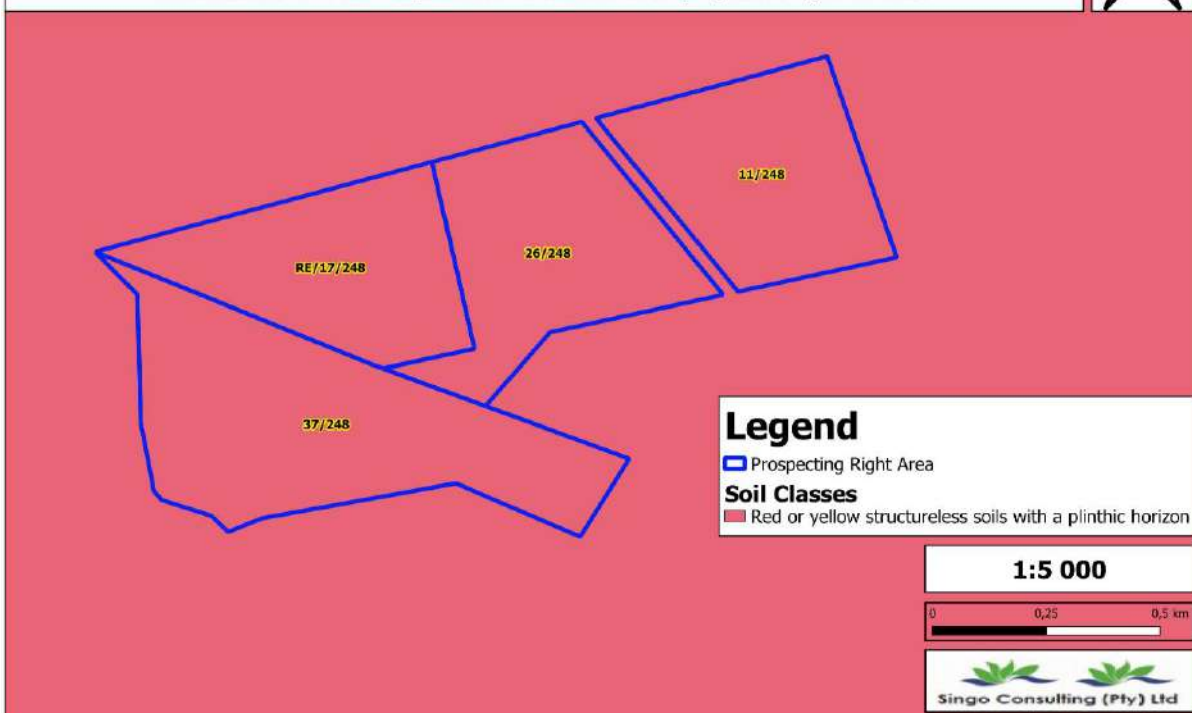 11/248
26/248
RE/17/248
37/248
Legend
Prospecting Right Area
Soil Classes
Red or yellow structureless soils with a plinthic horizon
1:5 000
0 0,25 0,5 km
Singo Consulting (Pty) Ltd